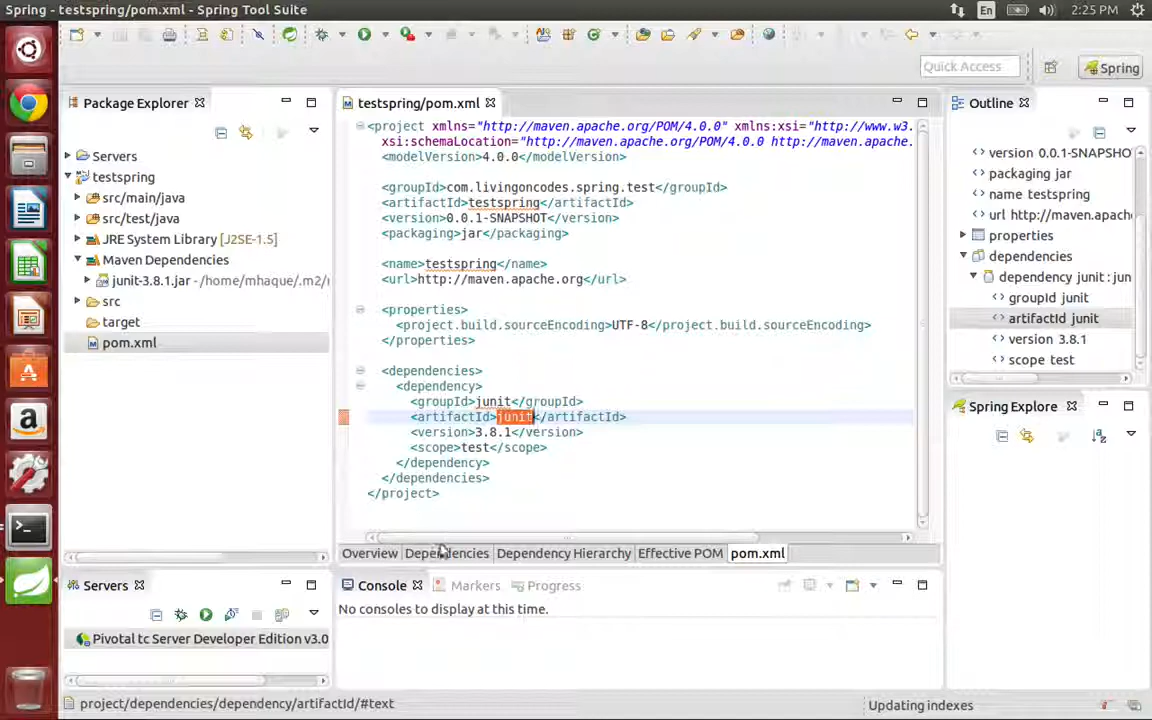 Spring - testspring/pom.xml - Spring Tool Suite
En
2:25 PM
Quick Access
Spring
Package Explorer
Servers
testspring
src/main/java
src/test/java
JRE System Library [J2SE-1.5]
Maven Dependencies
junit-3.8.1.jar - /home/mhaque/.m2/r
src
target
pom.xml
testspring/pom.xml
<project xmlns="http://maven.apache.org/POM/4.0.0" xmlns:xsi="http://www.w3.
xsi:schemaLocation="http://maven.apache.org/POM/4.0.0 http://maven.apache.
<modelVersion>4.0.0</modelVersion>
<groupId>com.livingoncodes.spring.test</groupId>
<artifactId>testspring</artifactId>
<version>0.0.1-SNAPSHOT</version>
<packaging>jar</packaging>
<name>testspring</name>
<url>http://maven.apache.org</url>
<properties>
<project.build.sourceEncoding>UTF-8</project.build.sourceEncoding>
</properties>
<dependencies>
<dependency>
<groupId>junit</groupId>
<artifactId>junit</artifactId>
<version>3.8.1</version>
<scope>test</scope>
</dependency>
</dependencies>
</project>
Overview Dependencies Dependency Hierarchy Effective POM pom.xml
Outline
version 0.0.1-SNAPSHO
packaging jar
name testspring
url http://maven.apach
properties
dependencies
dependency junit : jun
groupId junit
artifactId junit
version 3.8.1
scope test
Spring Explore
Servers
Pivotal tc Server Developer Edition v3.0
Console Markers Progress
No consoles to display at this time.
project/dependencies/dependency/artifactId/#text
Updating indexes